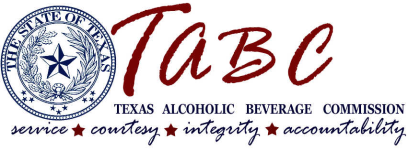 THE STATE OF TEXAS
TABC
TEXAS ALCOHOLIC BEVERAGE COMMISSION
service ★ courtesy ★ integrity ★ accountability